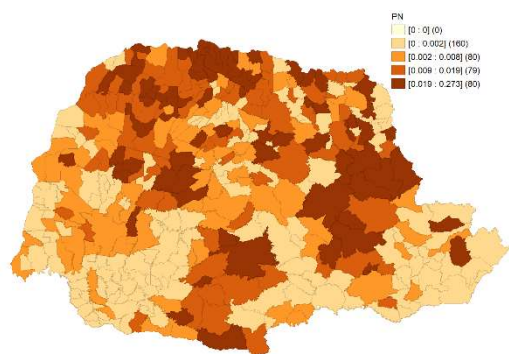 PN
[0 : 0] (0)
[0 : 0.002] (160)
[0.002 : 0.008] (80)
[0.009 : 0.019] (79)
[0.019 : 0.273] (80)